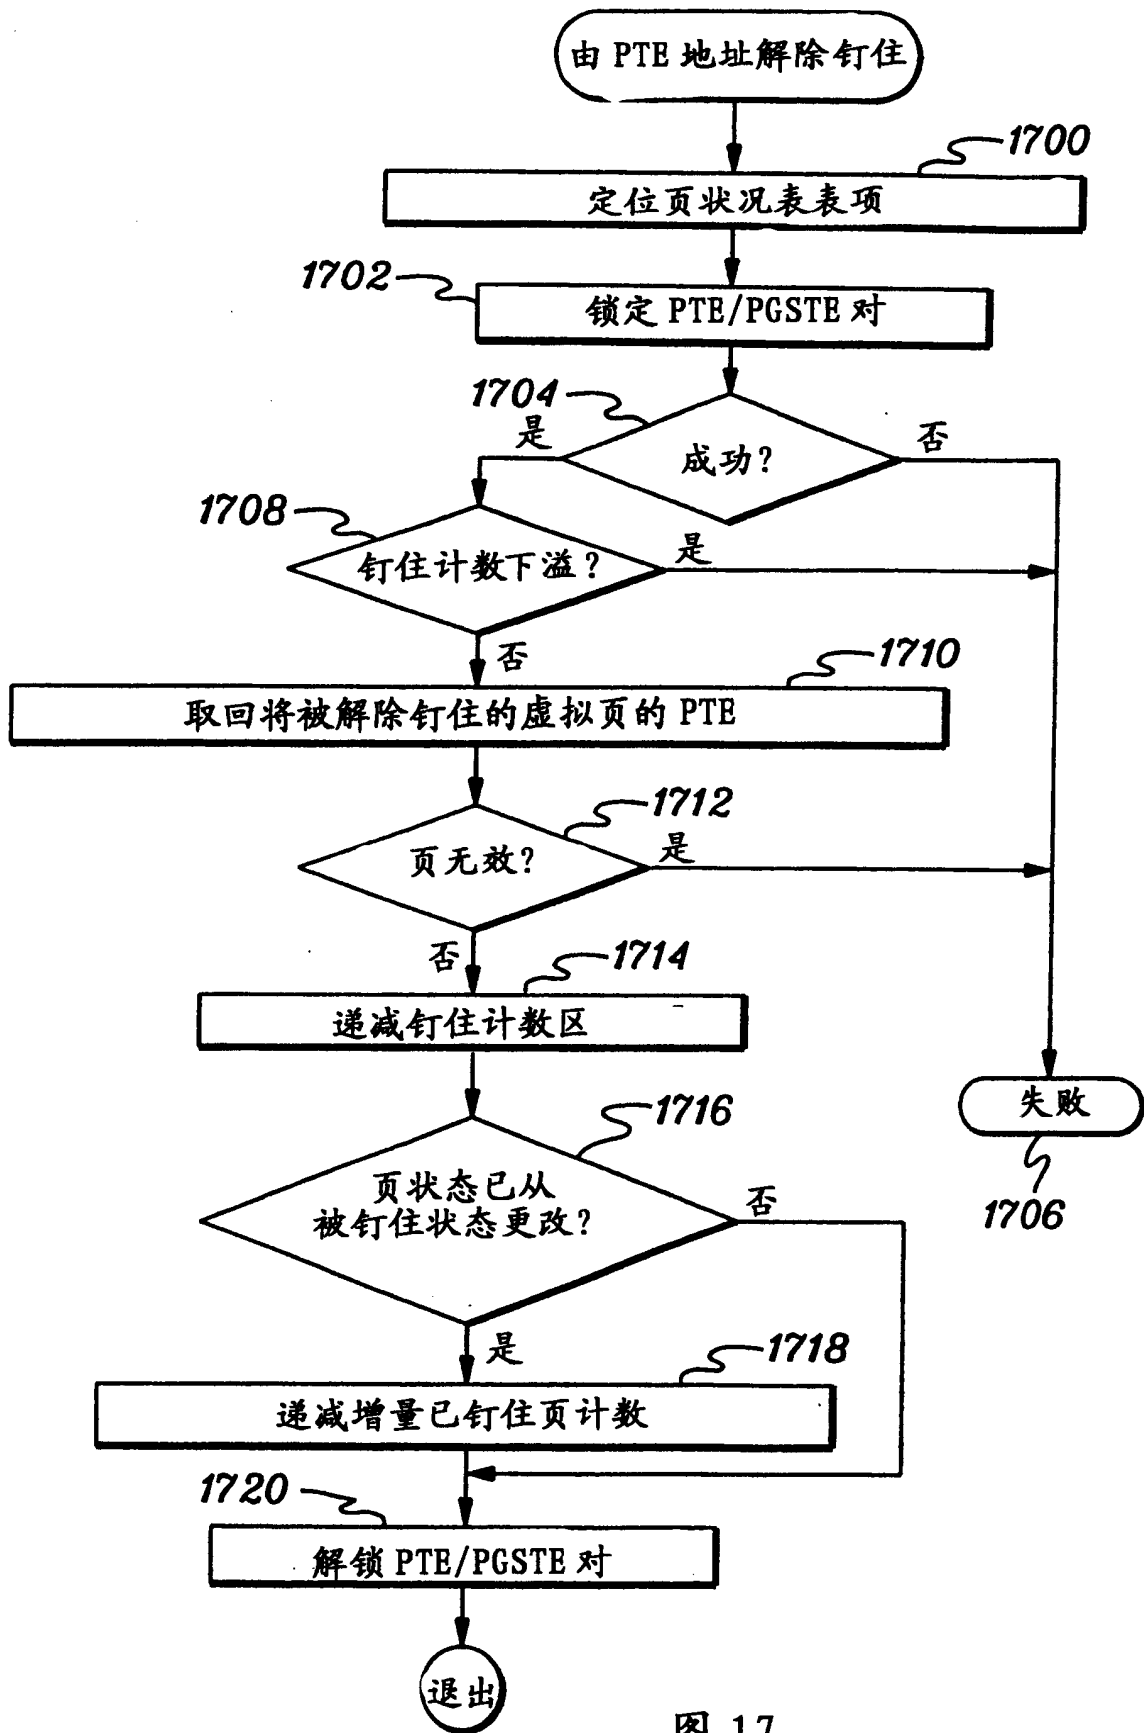 由 PTE 地址解除钉住
1700
定位页状况表表项
1702
锁定 PTE/PGSTE 对
1704
是
成功?
否
1708
钉住计数下溢?
是
否
1710
取回将被解除钉住的虚拟页的 PTE
1712
页无效?
是
否
1714
递减钉住计数区
失败
1706
1716
页状态已从
被钉住状态更改?
否
是
1718
递减增量已钉住页计数
1720
解锁 PTE/PGSTE 对
退出
图 17